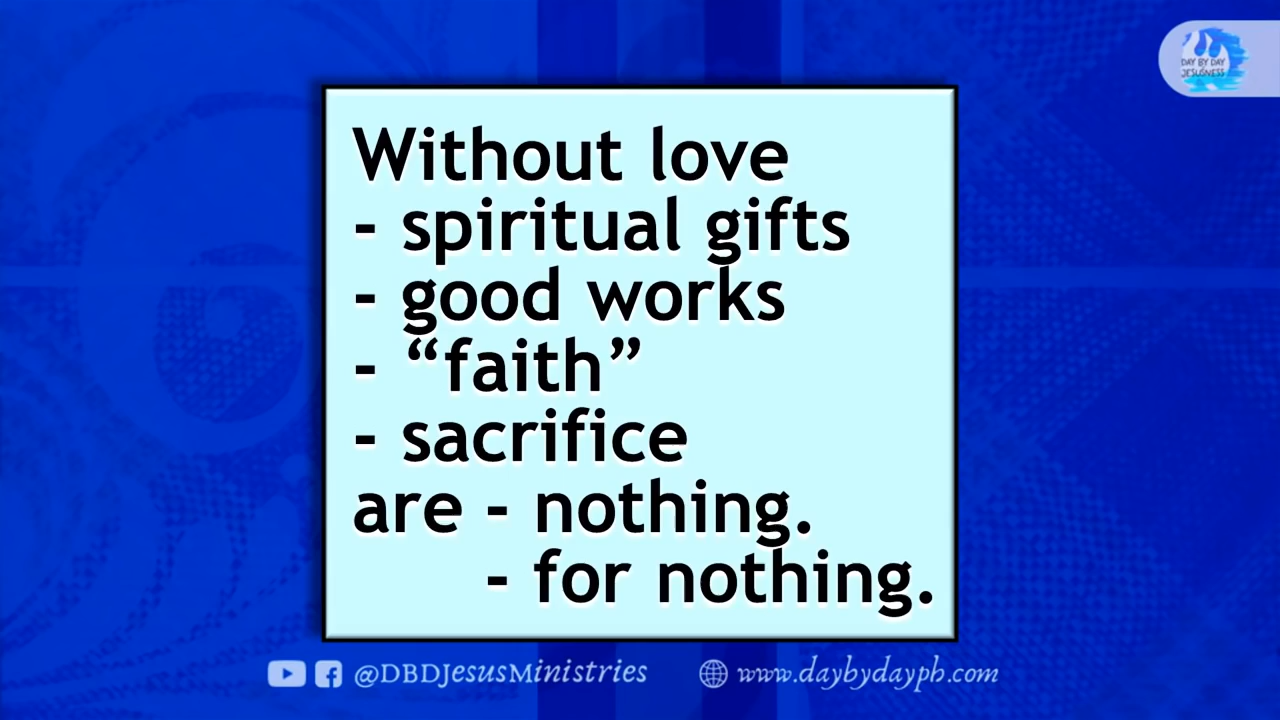 DAY BY DAY
JESUSNESS
Without love
- spiritual gifts
- good works
- “faith”
- sacrifice
are - nothing.
- for nothing.
@DBDJesusMinistries
www.daybydayph.com